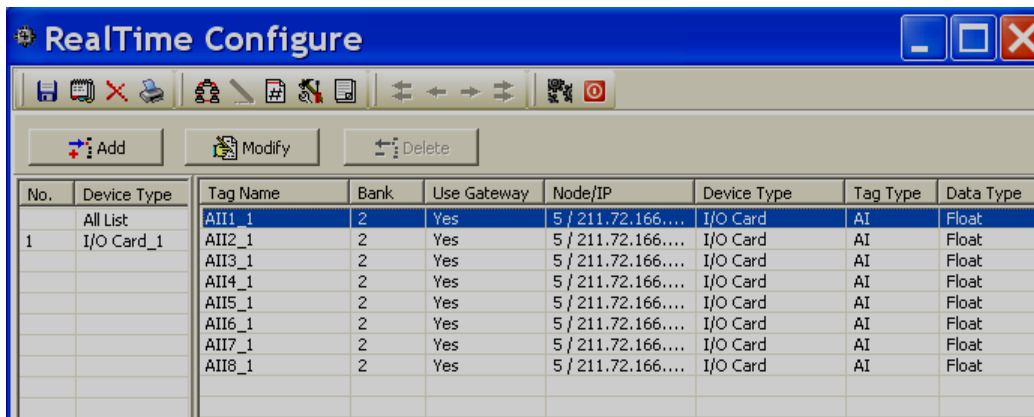 RealTime Configure
Add Modify Delete
No. Device Type Tag Name Bank Use Gateway Node/IP Device Type Tag Type Data Type
All List AII1_1 2 Yes 5 / 211.72.166.... I/O Card AI Float
1 I/O Card_1 AII2_1 2 Yes 5 / 211.72.166.... I/O Card AI Float
AII3_1 2 Yes 5 / 211.72.166.... I/O Card AI Float
AII4_1 2 Yes 5 / 211.72.166.... I/O Card AI Float
AII5_1 2 Yes 5 / 211.72.166.... I/O Card AI Float
AII6_1 2 Yes 5 / 211.72.166.... I/O Card AI Float
AII7_1 2 Yes 5 / 211.72.166.... I/O Card AI Float
AII8_1 2 Yes 5 / 211.72.166.... I/O Card AI Float